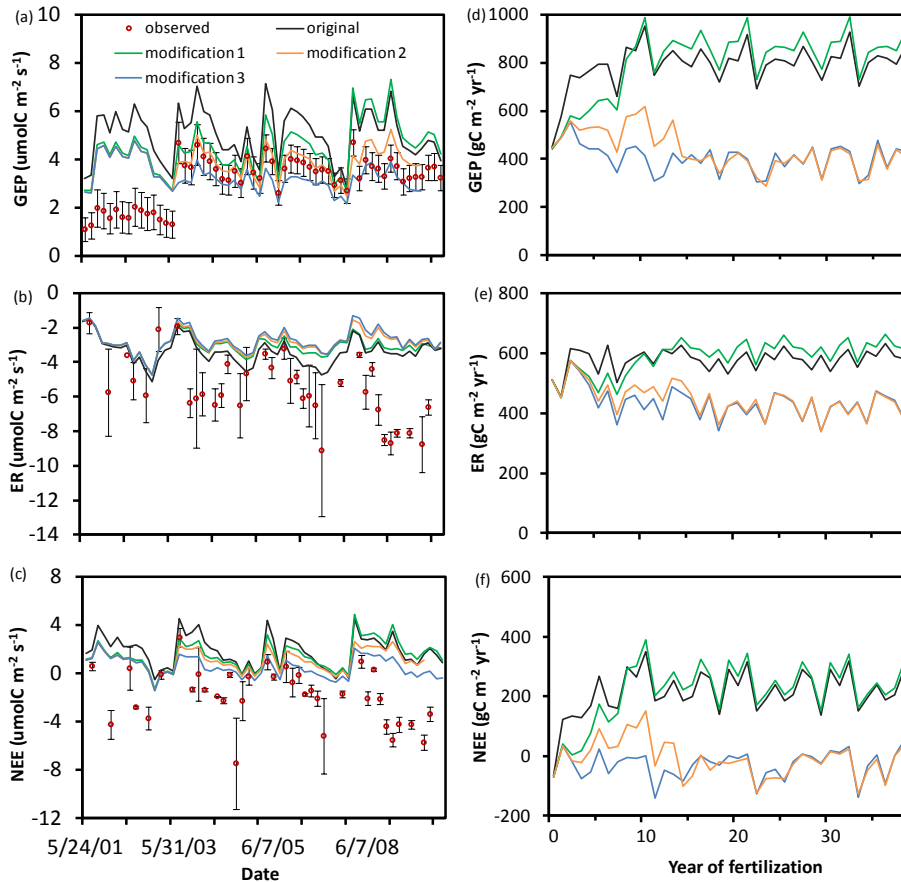 (a)
observed
original
modification 1
modification 2
modification 3
GEP (umolC m⁻² s⁻¹)
10
8
6
4
2
0
(b)
ER (umolC m⁻² s⁻¹)
0
-2
-4
-6
-8
-10
-12
-14
(c)
NEE (umolC m⁻² s⁻¹)
8
4
0
-4
-8
-12
5/24/01
5/31/03
6/7/05
6/7/08
Date
(d)
GEP (gC m⁻² yr⁻¹)
1000
800
600
400
200
0
(e)
ER (gC m⁻² yr⁻¹)
800
600
400
200
0
(f)
NEE (gC m⁻² yr⁻¹)
600
400
200
0
-200
0
10
20
30
Year of fertilization